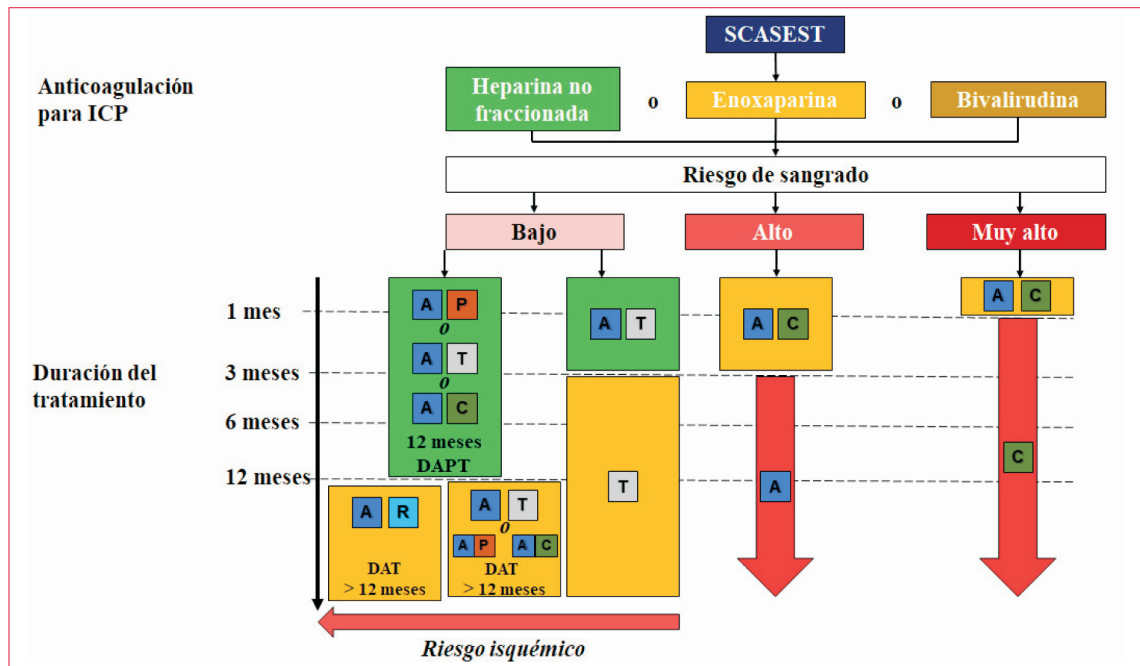 SCASEST
Anticoagulación
para ICP
Heparina no
fraccionada
o
Enoxaparina
o
Bivalirudina
Riesgo de sangrado
Bajo
Alto
Muy alto
Duración del
tratamiento
1 mes
3 meses
6 meses
12 meses
A P
o
A T
o
A C
12 meses
DAPT
A T
A C
A C
T
A
C
A R
DAT
> 12 meses
A T
o
A P A C
DAT
> 12 meses
Riesgo isquémico